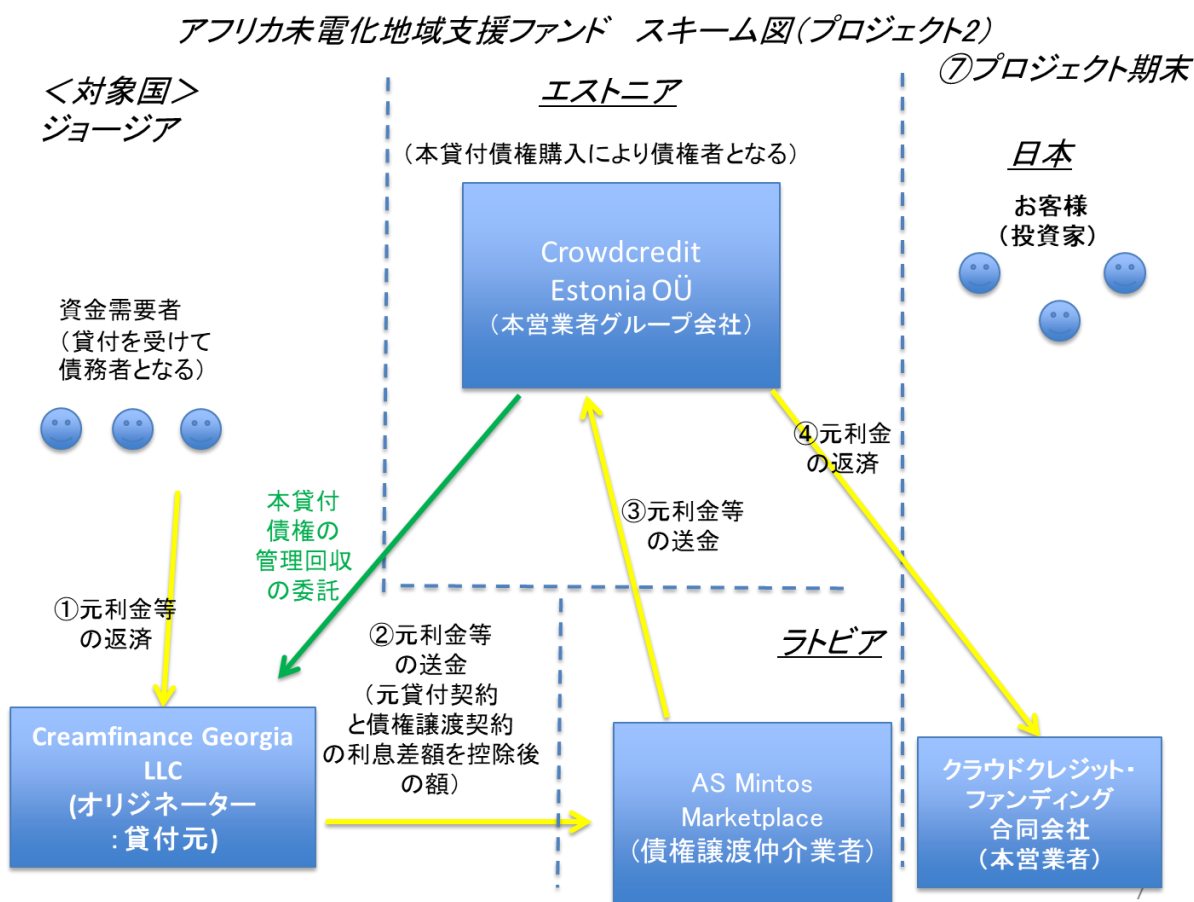 アフリカ未電化地域支援ファンド　スキーム図(プロジェクト2)
⑦プロジェクト期末
＜対象国＞
ジョージア
エストニア
日本
(本貸付債権購入により債権者となる)
お客様
(投資家)
Crowdcredit
Estonia OÜ
(本営業者グループ会社)
資金需要者
(貸付を受けて
債務者となる)
④元利金
の返済
本貸付
債権の
管理回収
の委託
③元利金等
の送金
①元利金等
の返済
②元利金等
の送金
(元貸付契約
と債権譲渡契約
の利息差額を控除後
の額)
ラトビア
Creamfinance Georgia
LLC
(オリジネーター
:貸付元)
AS Mintos
Marketplace
(債権譲渡仲介業者)
クラウドクレジット・
ファンディング
合同会社
(本営業者)